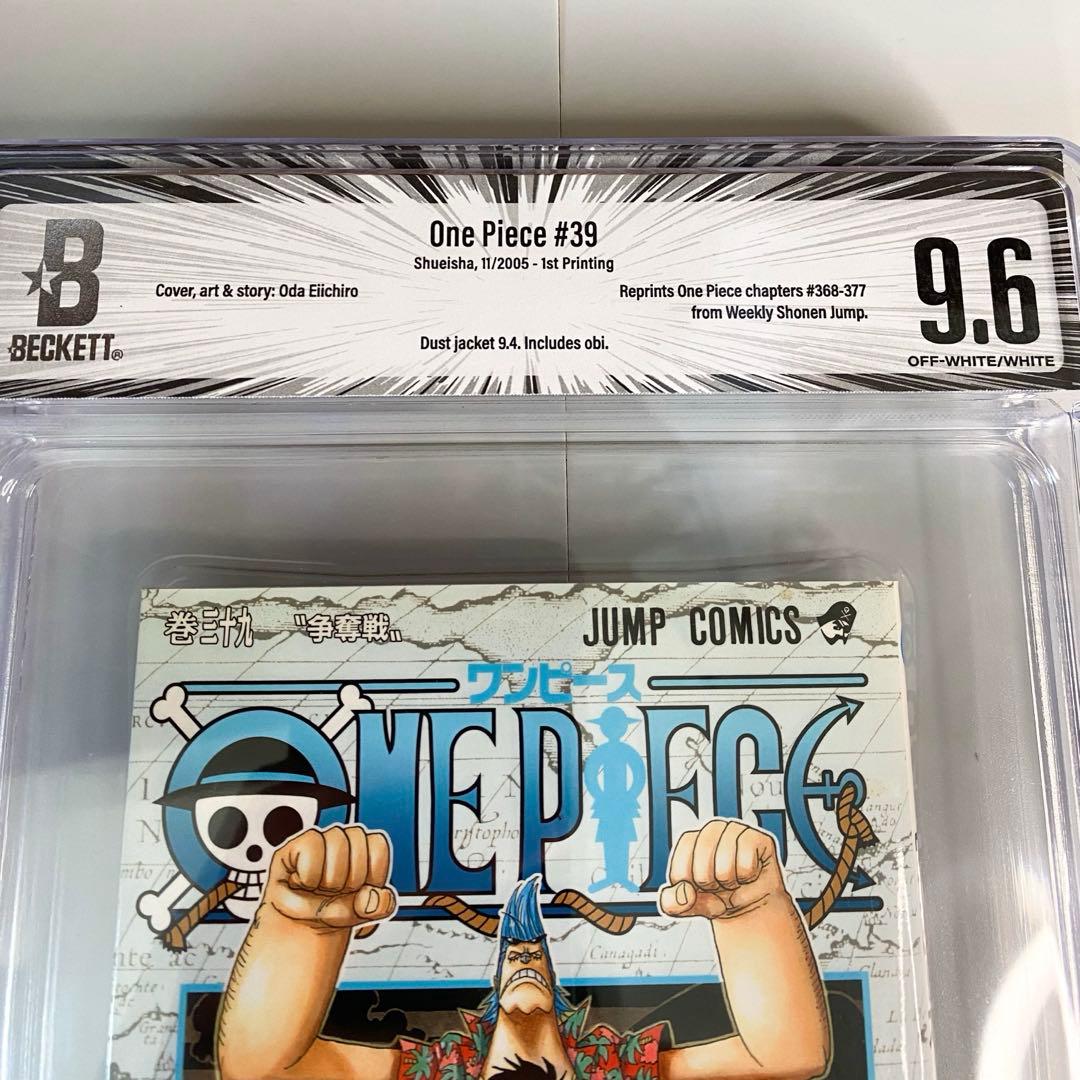 One Piece #39
Shueisha, 11/2005 - 1st Printing
Cover, art & story: Oda Eiichiro
Reprints One Piece chapters #368-377
from Weekly Shonen Jump.
Dust jacket 9.4. Includes obi.
B
BECKETT®
9.6
OFF-WHITE/WHITE
巻三十九 〝争奪戦〟
JUMP COMICS
ワンピース
ONE PIECE
Canagadi